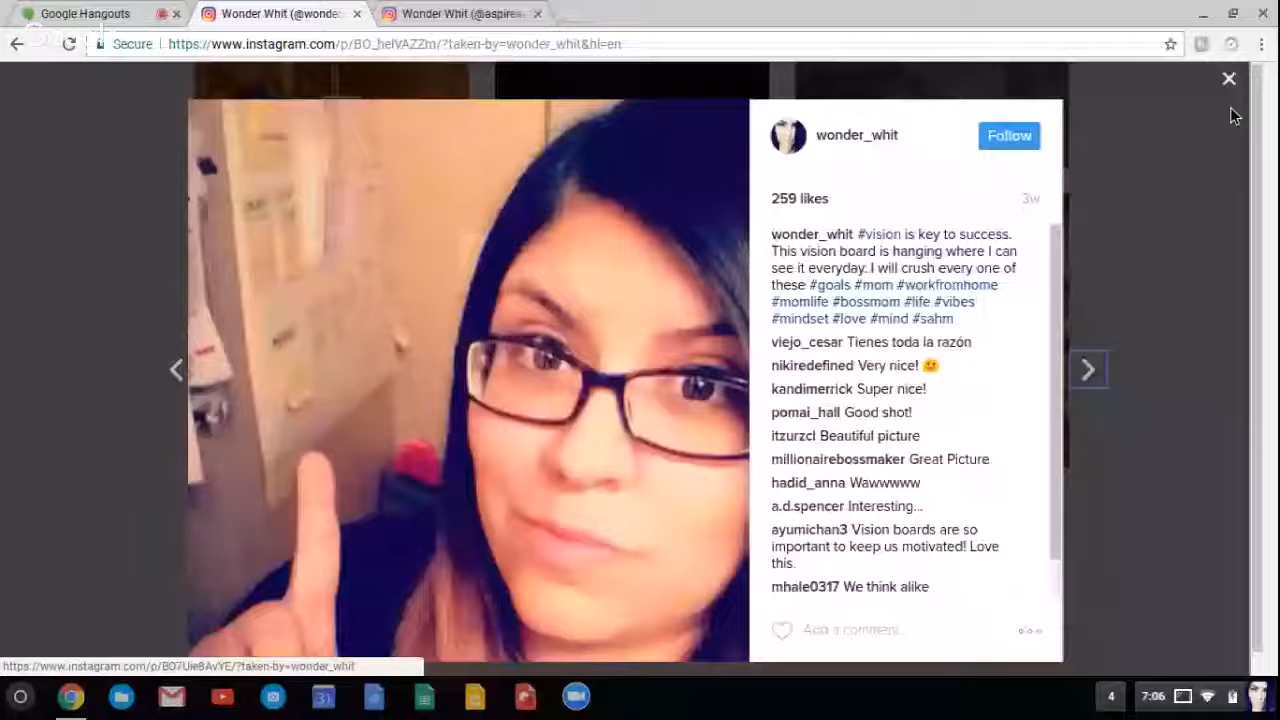 Google Hangouts
Wonder Whit (@wonde
Wonder Whit (@aspirea
Secure
https://www.instagram.com/p/BO_helVAZZm/?taken-by=wonder_whit&hl=en
wonder_whit
Follow
259 likes
3w
wonder_whit #vision is key to success.
This vision board is hanging where I can
see it everyday. I will crush every one of
these #goals #mom #workfromhome
#momlife #bossmom #life #vibes
#mindset #love #mind #sahm
viejo_cesar Tienes toda la razón
nikiredefined Very nice! 🙂
kandimerrick Super nice!
pomai_hall Good shot!
itzurzcl Beautiful picture
millionairebossmaker Great Picture
hadid_anna Wawwwww
a.d.spencer Interesting...
ayumichan3 Vision boards are so
important to keep us motivated! Love
this.
mhale0317 We think alike
Add a comment...
https://www.instagram.com/p/BO7Uie8AvYE/?taken-by=wonder_whit
31
4
7:06